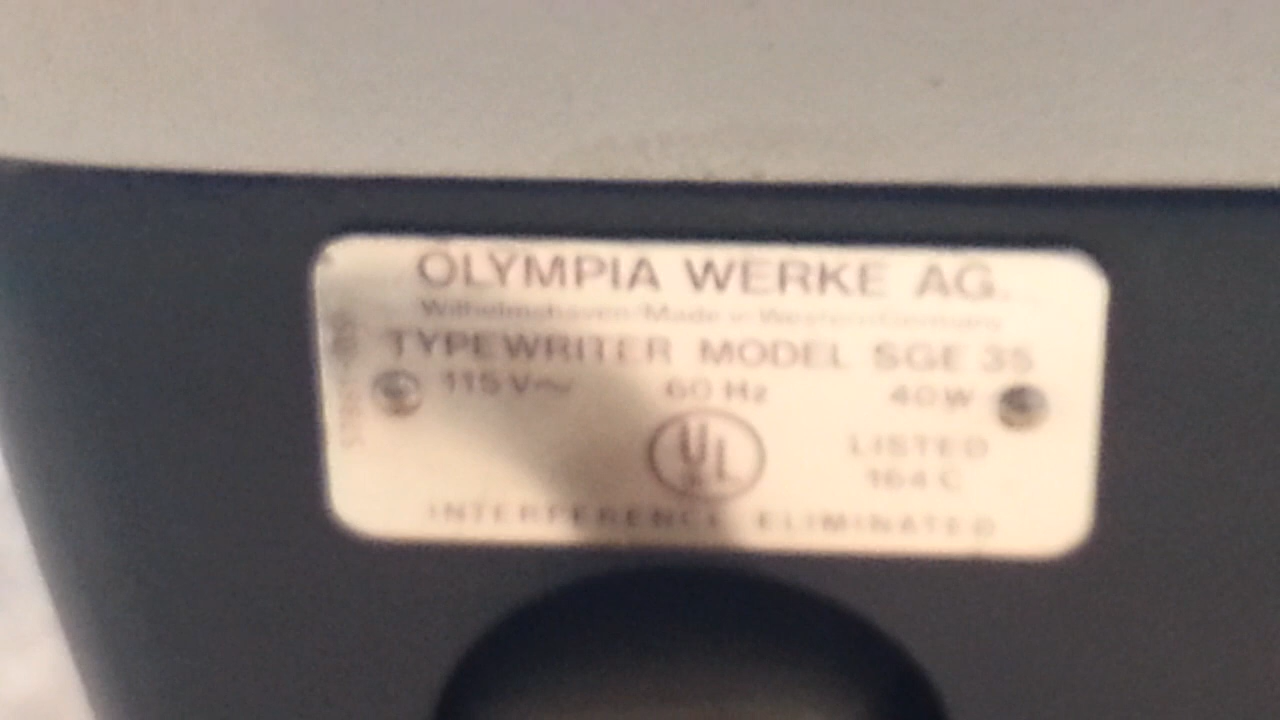 OLYMPIA WERKE AG.
Wilhelmshaven/Made in Western Germany
TYPEWRITER MODEL SGE 35
115 V~ 60 Hz 40W
UL LISTED
164 C
INTERFERENCE ELIMINATED